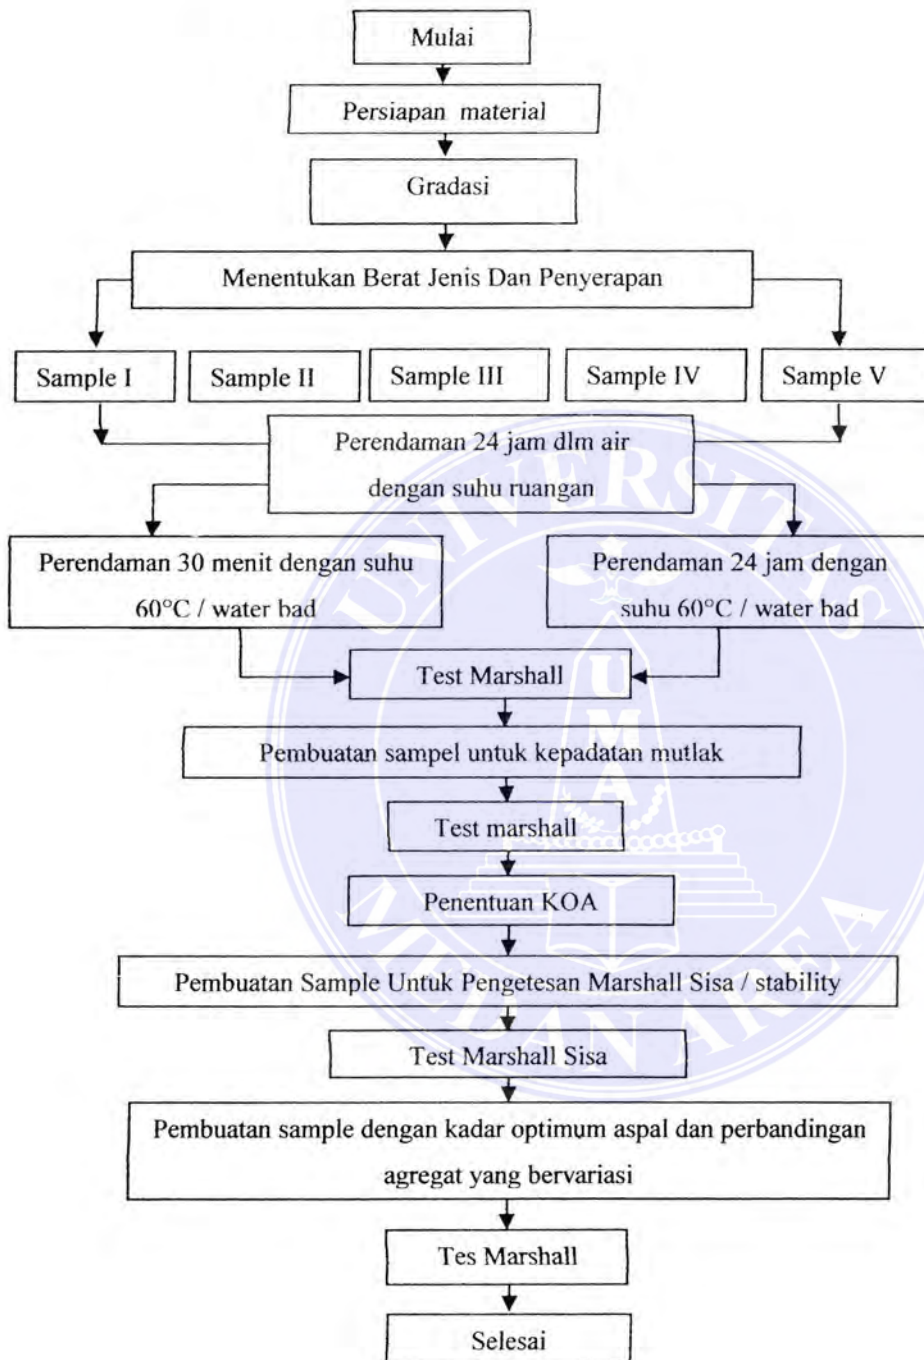 Mulai
Persiapan material
Gradasi
Menentukan Berat Jenis Dan Penyerapan
Sample I
Sample II
Sample III
Sample IV
Sample V
Perendaman 24 jam dlm air
dengan suhu ruangan
Perendaman 30 menit dengan suhu
60°C / water bad
Perendaman 24 jam dengan
suhu 60°C / water bad
Test Marshall
Pembuatan sampel untuk kepadatan mutlak
Test marshall
Penentuan KOA
Pembuatan Sample Untuk Pengetesan Marshall Sisa / stability
Test Marshall Sisa
Pembuatan sample dengan kadar optimum aspal dan perbandingan
agregat yang bervariasi
Tes Marshall
Selesai
UNIVERSITAS
UMA
MEDAN AREA